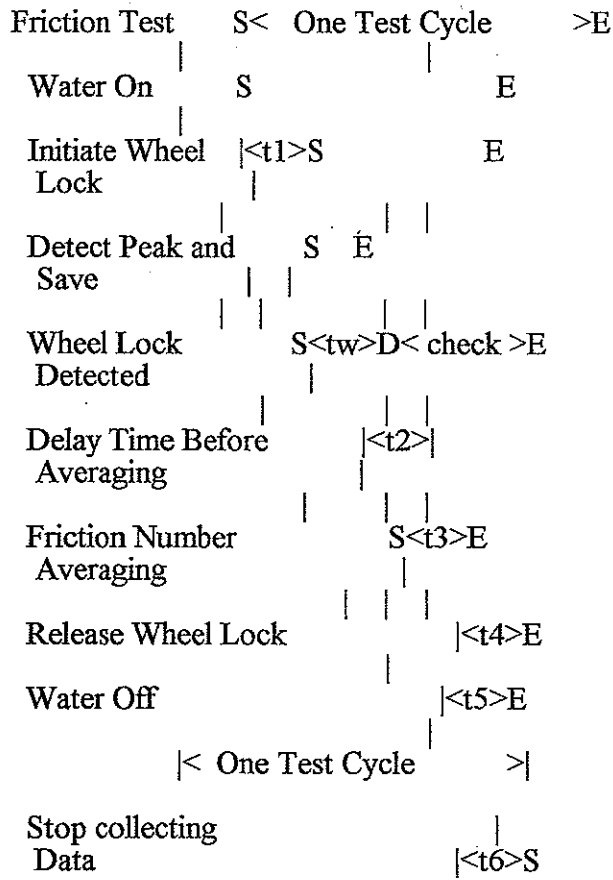 Friction Test S< One Test Cycle >E
| |
Water On S E
|
Initiate Wheel |<t1>S E
Lock |
| | |
Detect Peak and S E
Save | |
| | | |
Wheel Lock S<tw>D< check >E
Detected |
| | |
Delay Time Before |<t2>|
Averaging |
| | |
Friction Number S<t3>E
Averaging |
| | |
Release Wheel Lock |<t4>E
|
Water Off |<t5>E
|
|< One Test Cycle >|
Stop collecting |
Data |<t6>S